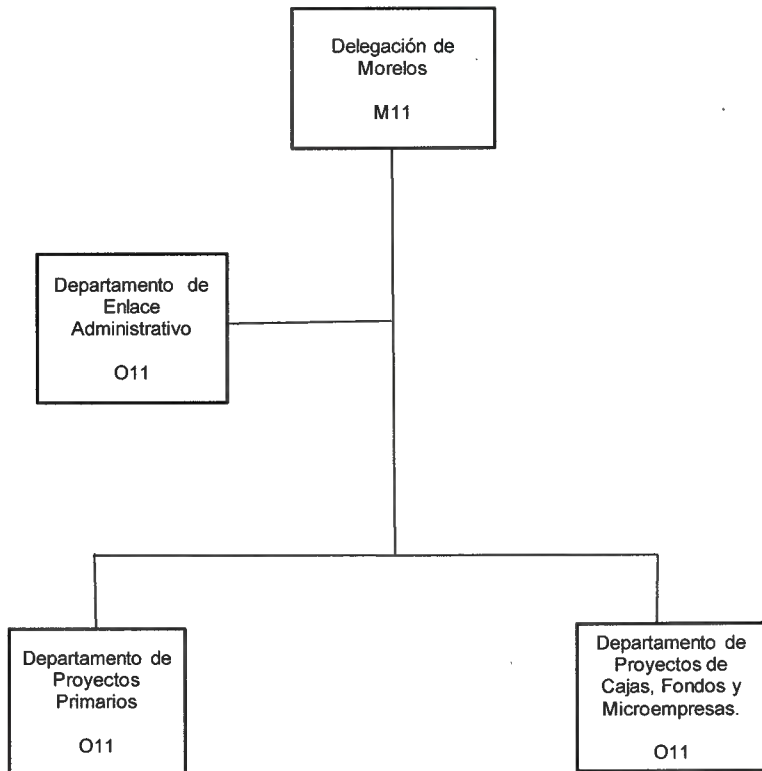 Delegación de
Morelos
M11
Departamento de
Enlace
Administrativo
O11
Departamento de
Proyectos
Primarios
O11
Departamento de
Proyectos de
Cajas, Fondos y
Microempresas.
O11